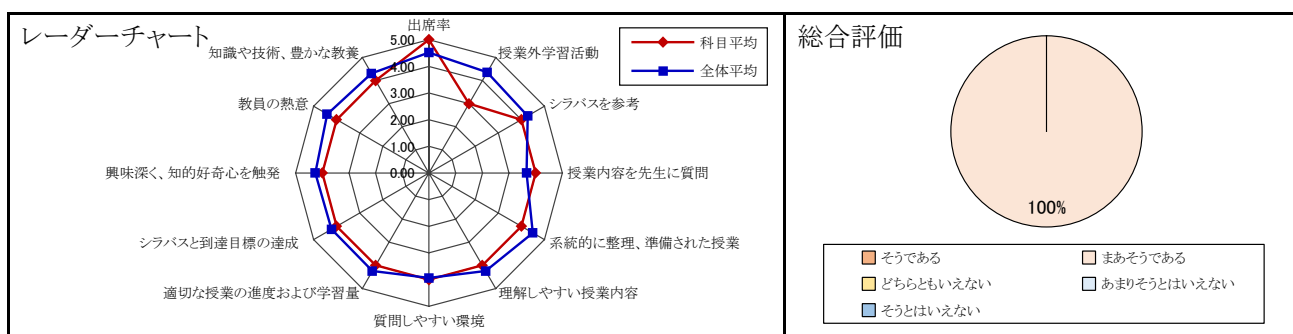 レーダーチャート
出席率
授業外学習活動
シラバスを参考
授業内容を先生に質問
系統的に整理、準備された授業
理解しやすい授業内容
質問しやすい環境
適切な授業の進度および学習量
シラバスと到達目標の達成
興味深く、知的好奇心を触発
教員の熱意
知識や技術、豊かな教養
5.00
4.00
3.00
2.00
1.00
0.00
科目平均
全体平均
総合評価
100%
そうである
まあそうである
どちらともいえない
あまりそうとはいえない
そうとはいえない